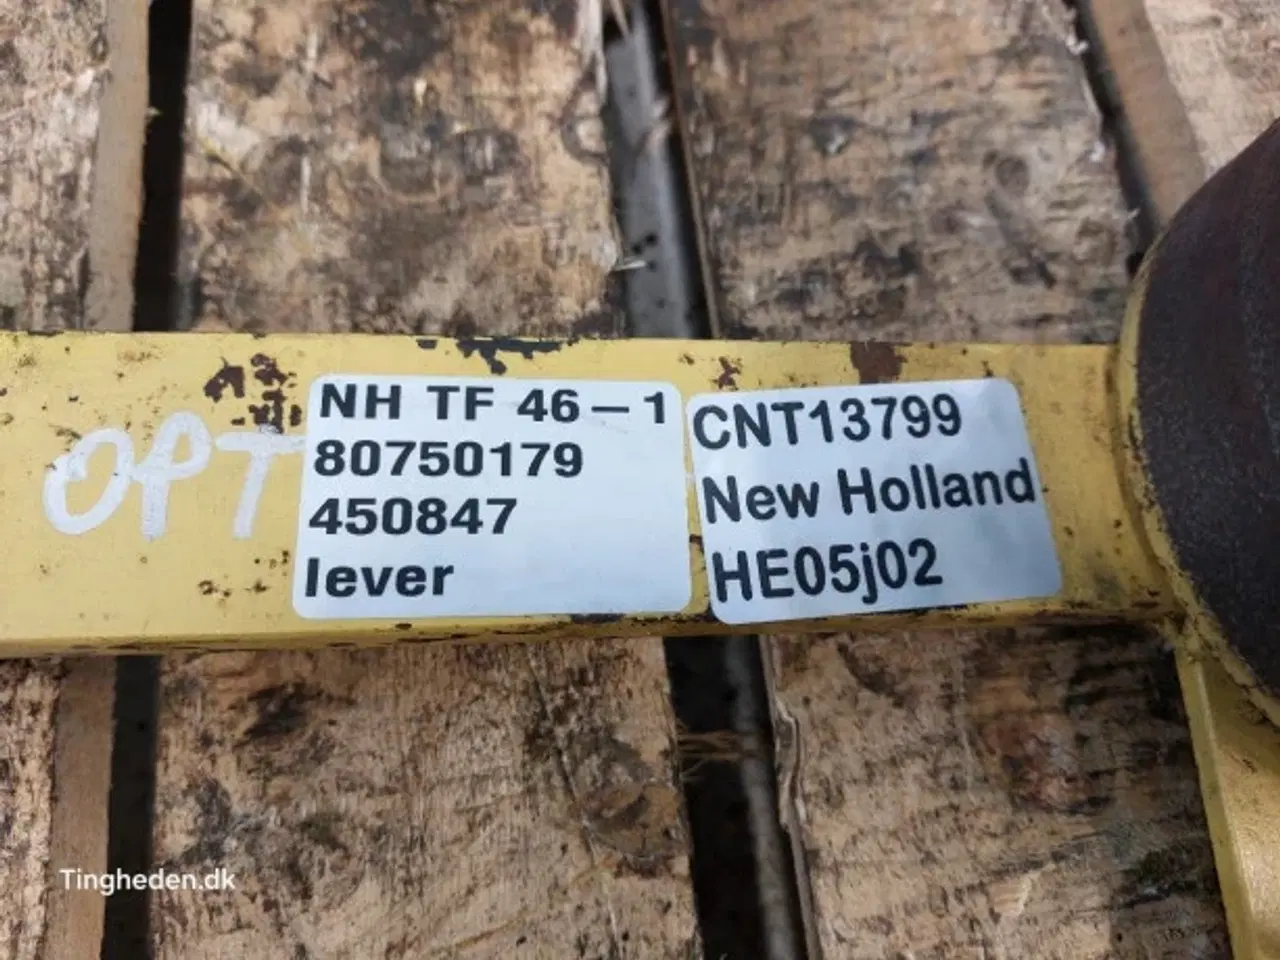 OPT
NH TF 46-1
80750179
450847
lever
CNT13799
New Holland
HE05j02
Tingheden.dk